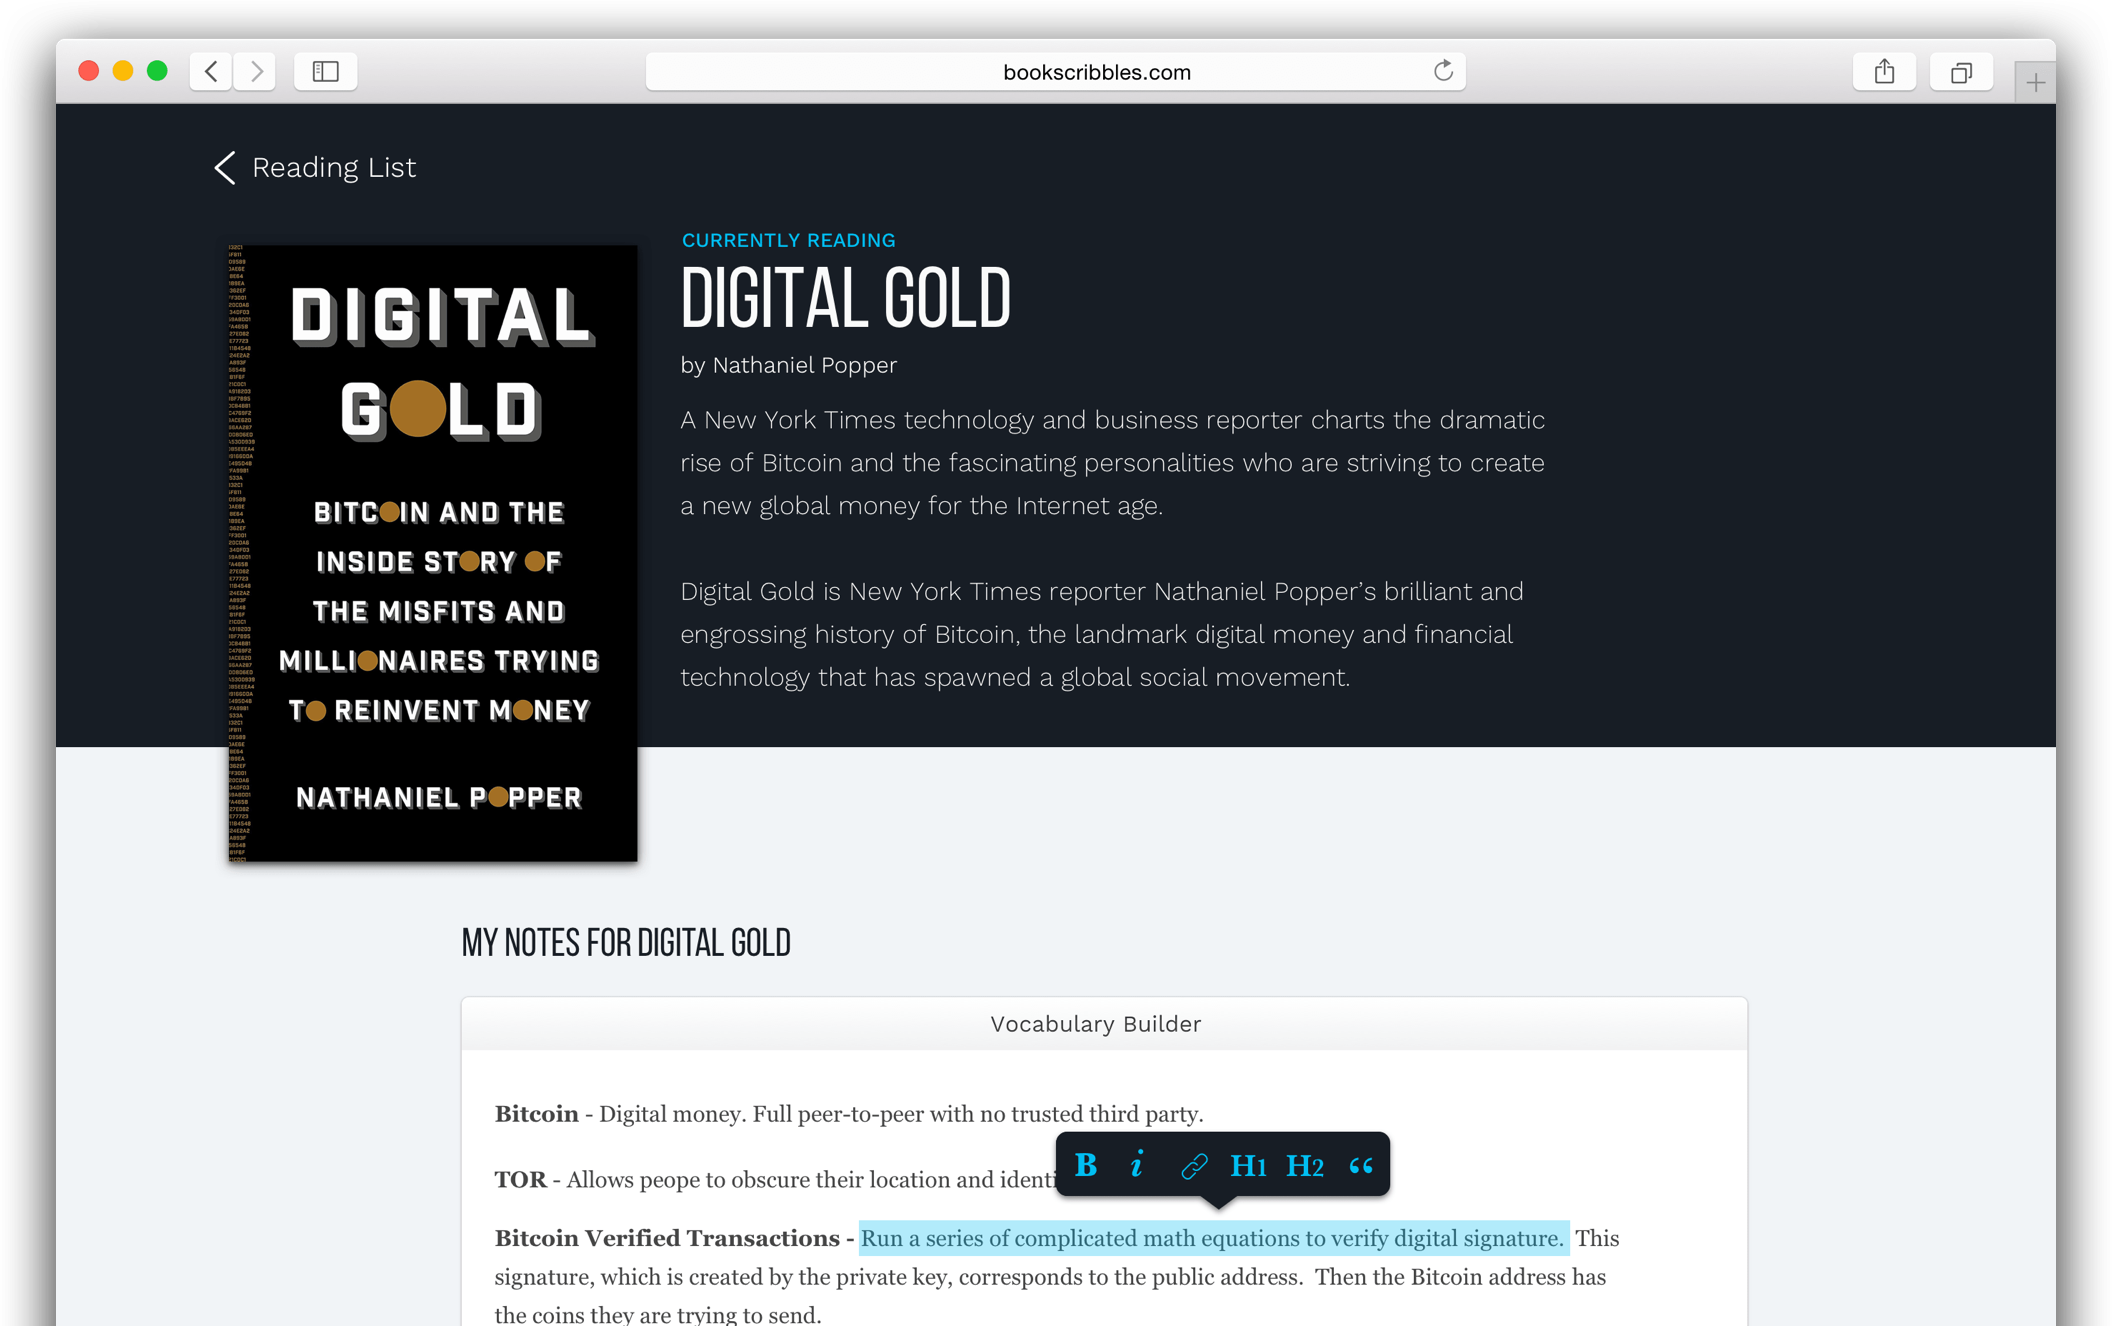 bookscribbles.com
Reading List
DIGITAL
GOLD
BITCOIN AND THE
INSIDE STORY OF
THE MISFITS AND
MILLIONAIRES TRYING
TO REINVENT MONEY
NATHANIEL POPPER
CURRENTLY READING
DIGITAL GOLD
by Nathaniel Popper
A New York Times technology and business reporter charts the dramatic
rise of Bitcoin and the fascinating personalities who are striving to create
a new global money for the Internet age.
Digital Gold is New York Times reporter Nathaniel Popper’s brilliant and
engrossing history of Bitcoin, the landmark digital money and financial
technology that has spawned a global social movement.
MY NOTES FOR DIGITAL GOLD
Vocabulary Builder
Bitcoin - Digital money. Full peer-to-peer with no trusted third party.
B i H1 H2 “
TOR - Allows peope to obscure their location and identi
Bitcoin Verified Transactions - Run a series of complicated math equations to verify digital signature. This
signature, which is created by the private key, corresponds to the public address. Then the Bitcoin address has
the coins they are trying to send.